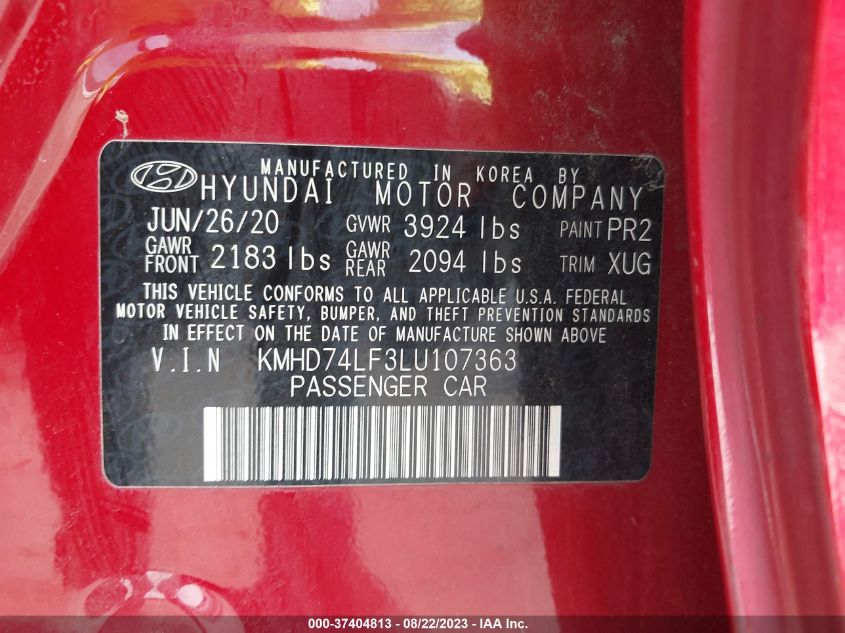 MANUFACTURED IN KOREA BY
HYUNDAI MOTOR COMPANY
JUN/26/20 GVWR 3924 lbs PAINT PR2
GAWR FRONT 2183 lbs GAWR REAR 2094 lbs TRIM XUG
THIS VEHICLE CONFORMS TO ALL APPLICABLE U.S.A. FEDERAL
MOTOR VEHICLE SAFETY, BUMPER, AND THEFT PREVENTION STANDARDS
IN EFFECT ON THE DATE OF MANUFACTURE SHOWN ABOVE
V.I.N KMHD74LF3LU107363
PASSENGER CAR
000-37404813 - 08/22/2023 - IAA Inc.